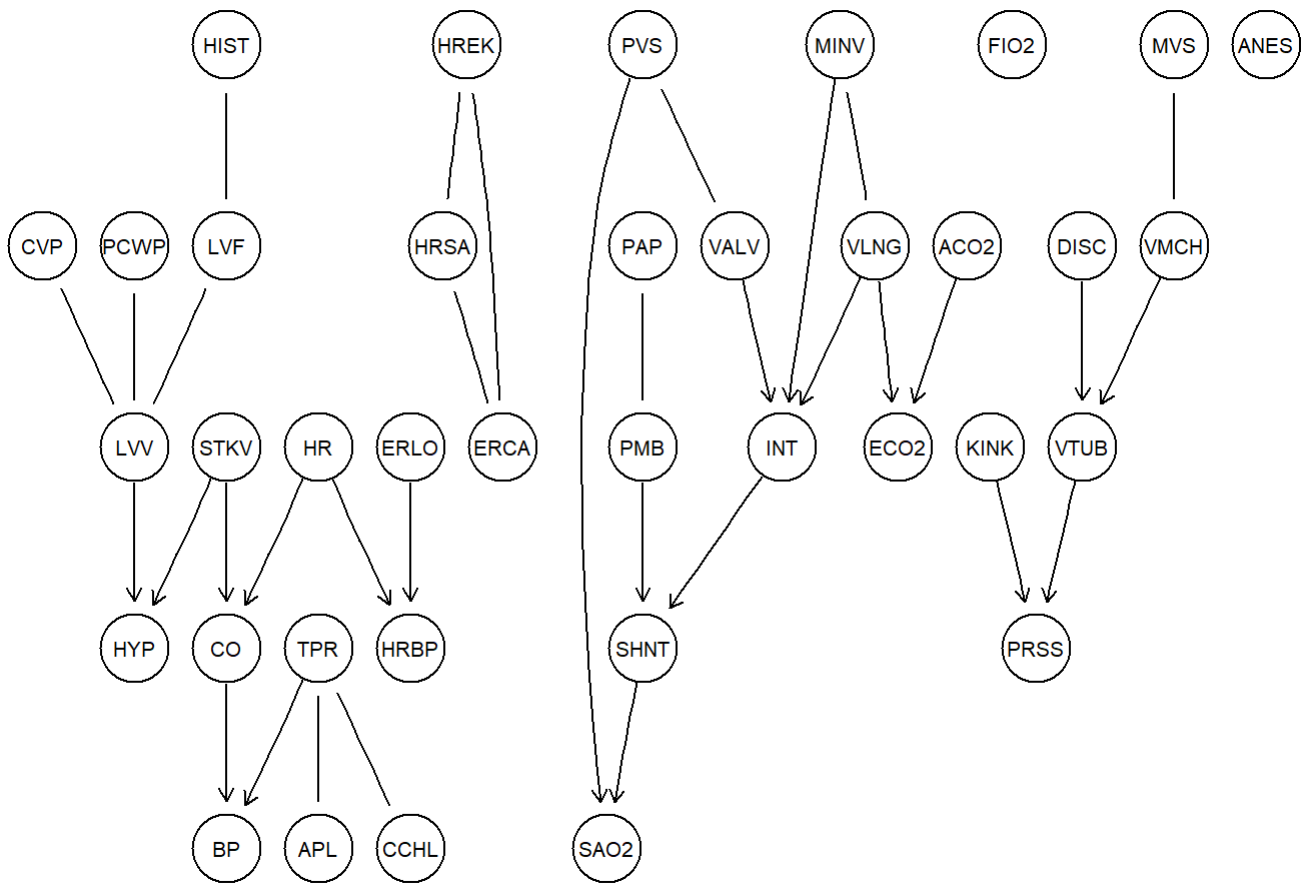 HIST HREK PVS MINV FIO2 MVS ANES
CVP PCWP LVF HRSA PAP VALV VLNG ACO2 DISC VMCH
LVV STKV HR ERLO ERCA PMB INT ECO2 KINK VTUB
HYP CO TPR HRBP SHNT PRSS
BP APL CCHL SAO2